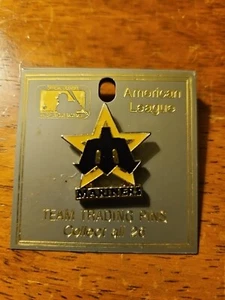 American
League
MARINERS
TEAM TRADING PINS
Collect all 26